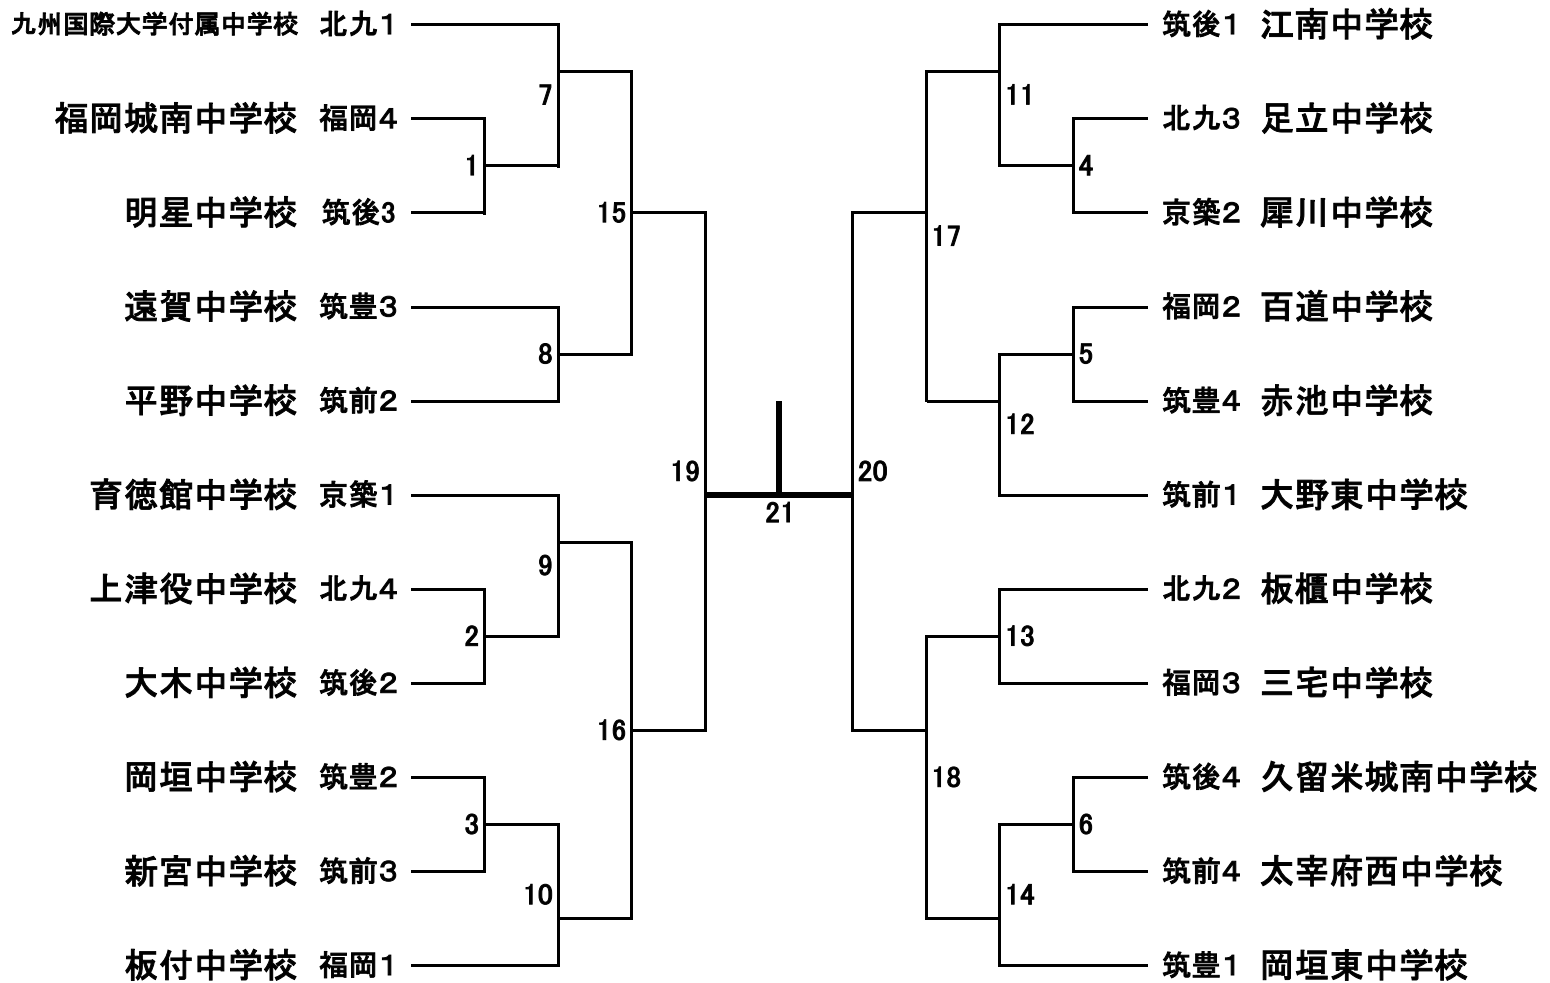 九州国際大学付属中学校 北九1
福岡城南中学校 福岡4
明星中学校 筑後3
遠賀中学校 筑豊3
平野中学校 筑前2
育徳館中学校 京築1
上津役中学校 北九4
大木中学校 筑後2
岡垣中学校 筑豊2
新宮中学校 筑前3
板付中学校 福岡1
7
1
15
8
19
9
2
16
3
10
21
11
4
17
5
12
20
13
18
6
14
筑後1 江南中学校
北九3 足立中学校
京築2 犀川中学校
福岡2 百道中学校
筑豊4 赤池中学校
筑前1 大野東中学校
北九2 板櫃中学校
福岡3 三宅中学校
筑後4 久留米城南中学校
筑前4 太宰府西中学校
筑豊1 岡垣東中学校